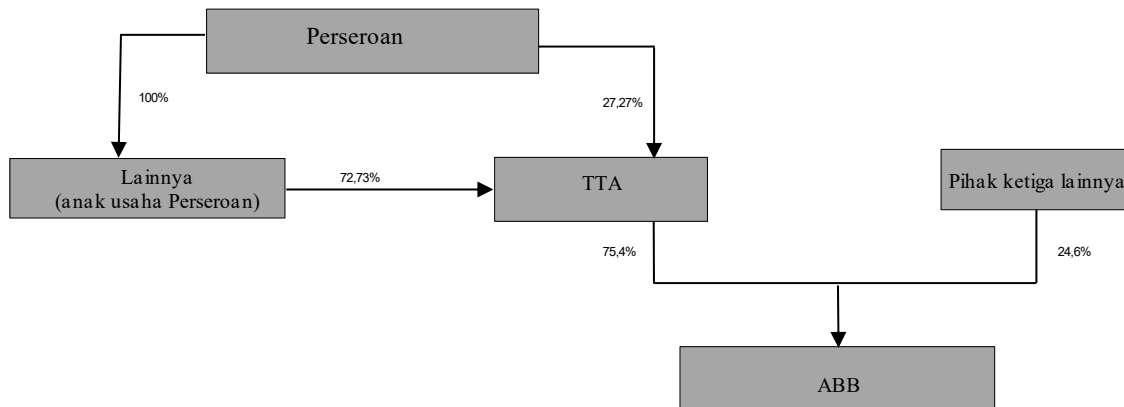 Perseroan
100%
27,27%
Lainnya
(anak usaha Perseroan)
72,73%
TTA
Pihak ketiga lainnya
75,4%
24,6%
ABB